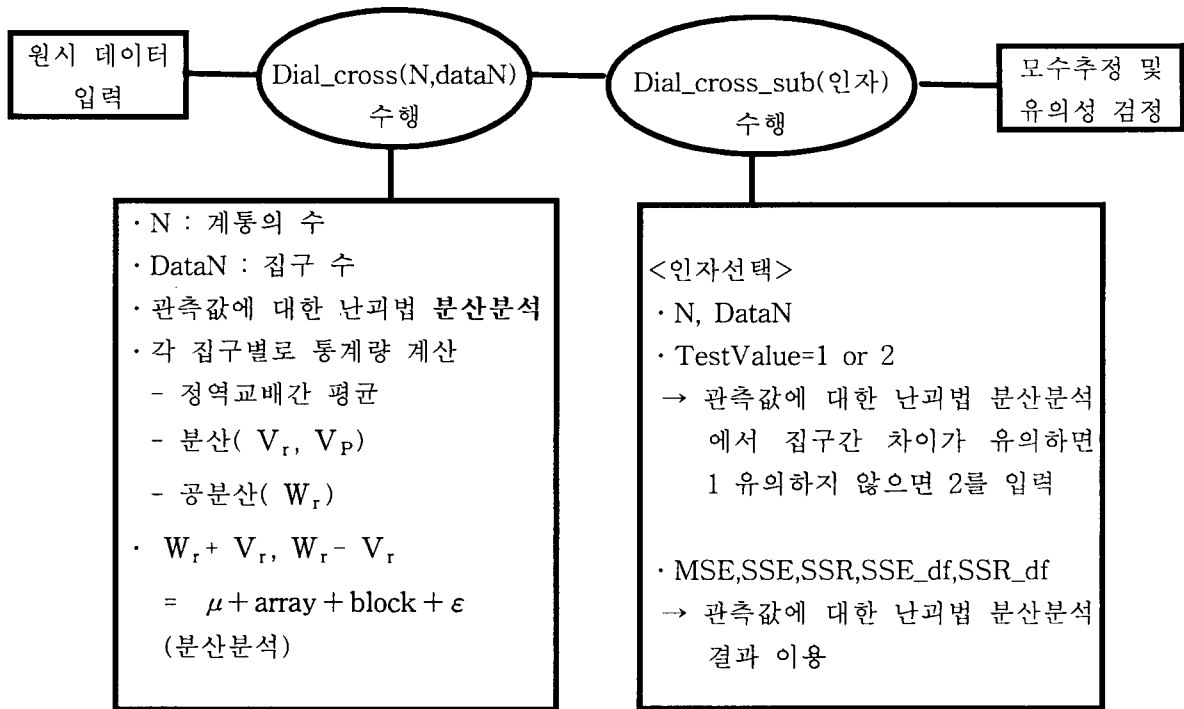 원시 데이터
입력
Dial_cross(N,dataN)
수행
Dial_cross_sub(인자)
수행
모수추정 및
유의성 검정
· N : 계통의 수
· DataN : 집구 수
· 관측값에 대한 난괴법 분산분석
· 각 집구별로 통계량 계산
- 정역교배간 평균
- 분산( Vr, VP)
- 공분산( Wr)
· Wr+ Vr, Wr- Vr
= μ+array+block+ε
(분산분석)
<인자선택>
· N, DataN
· TestValue=1 or 2
→ 관측값에 대한 난괴법 분산분석
에서 집구간 차이가 유의하면
1 유의하지 않으면 2를 입력
· MSE,SSE,SSR,SSE_df,SSR_df
→ 관측값에 대한 난괴법 분산분석
결과 이용